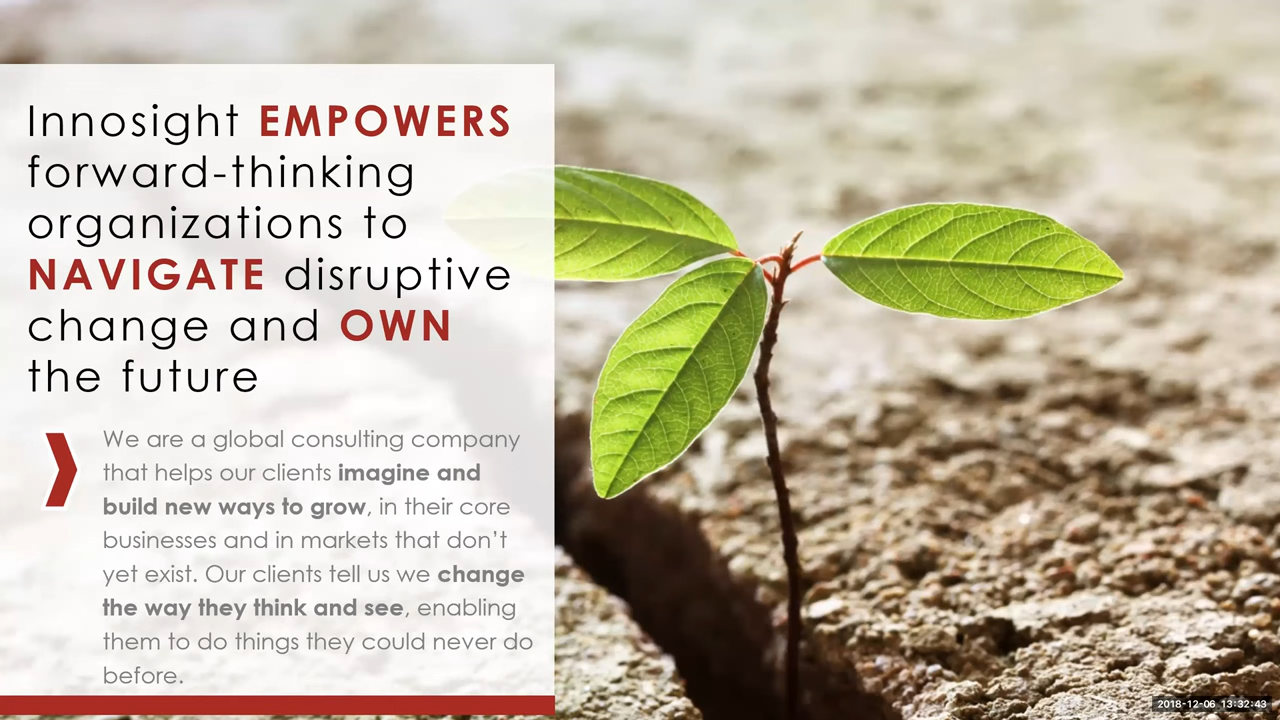 Innosight EMPOWERS
forward-thinking
organizations to
NAVIGATE disruptive
change and OWN
the future
We are a global consulting company
that helps our clients imagine and
build new ways to grow, in their core
businesses and in markets that don’t
yet exist. Our clients tell us we change
the way they think and see, enabling
them to do things they could never do
before.
2018-12-06 13:32:43